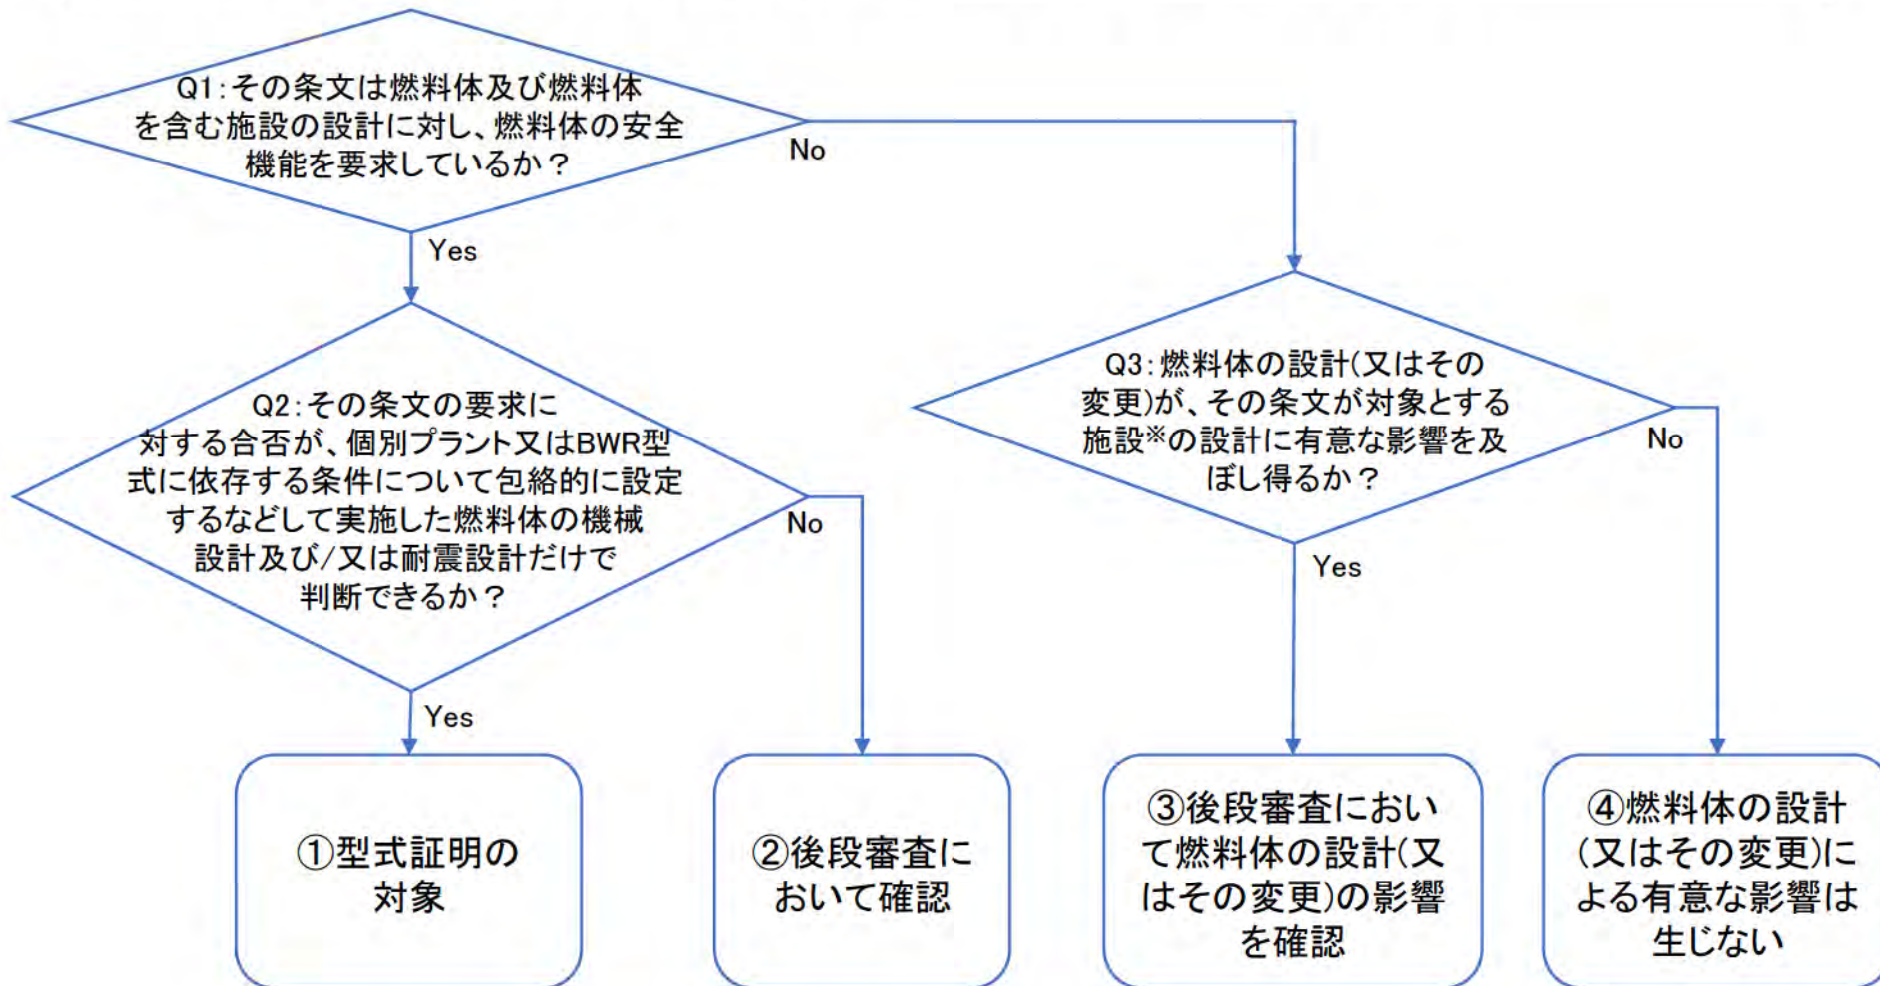 Q1：その条文は燃料体及び燃料体
を含む施設の設計に対し、燃料体の安全
機能を要求しているか？
No
Yes
Q2：その条文の要求に
対する合否が、個別プラント又はBWR型
式に依存する条件について包絡的に設定
するなどして実施した燃料体の機械
設計及び/又は耐震設計だけで
判断できるか？
No
Yes
Q3：燃料体の設計(又はその
変更)が、その条文が対象とする
施設※の設計に有意な影響を及
ぼし得るか？
No
Yes
①型式証明の
対象
②後段審査に
おいて確認
③後段審査におい
て燃料体の設計(又
はその変更)の影響
を確認
④燃料体の設計
(又はその変更)に
よる有意な影響は
生じない